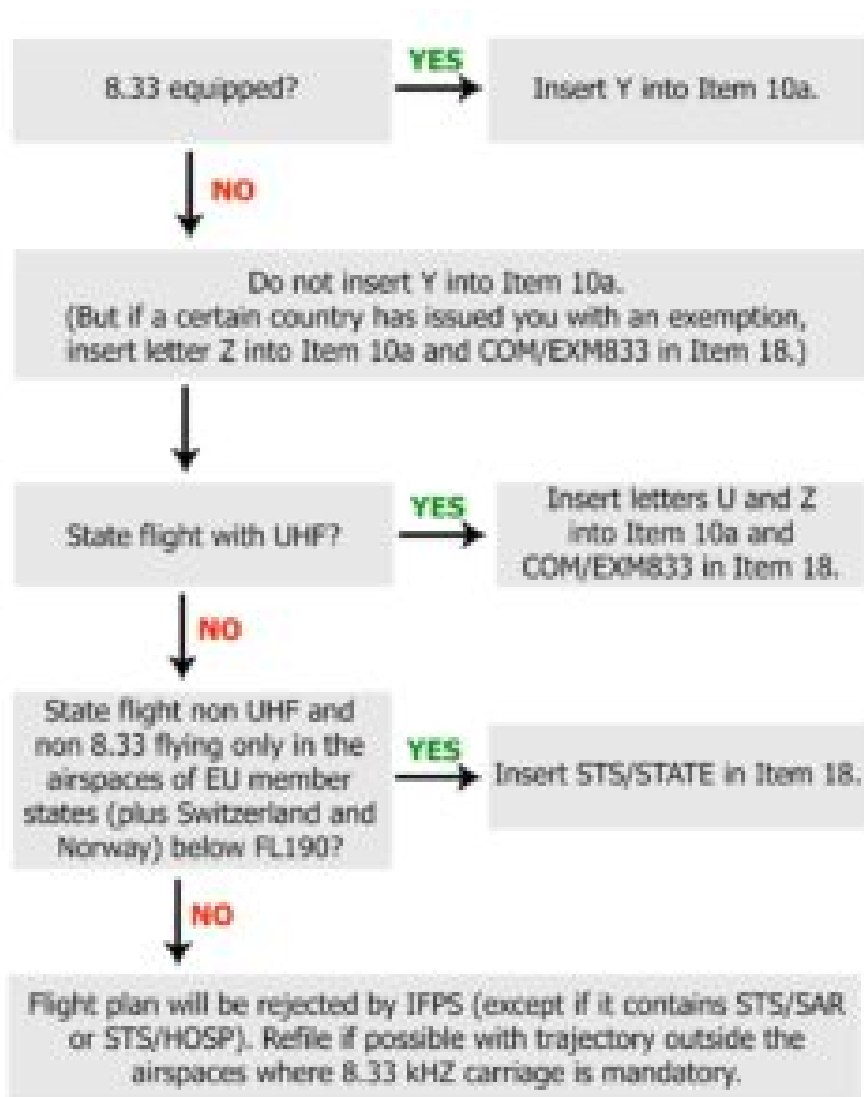 8.33 equipped?
YES
Insert Y into Item 10a.
NO
Do not insert Y into Item 10a.
(But if a certain country has issued you with an exemption,
insert letter Z into Item 10a and COM/EXM833 in Item 18.)
State flight with UHF?
YES
Insert letters U and Z
into Item 10a and
COM/EXM833 in Item 18.
NO
State flight non UHF and
non 8.33 flying only in the
airspaces of EU member
states (plus Switzerland and
Norway) below FL190?
YES
Insert STS/STATE in Item 18.
NO
Flight plan will be rejected by IFPS (except if it contains STS/SAR
or STS/HOSP). Refile if possible with trajectory outside the
airspaces where 8.33 kHZ carriage is mandatory.